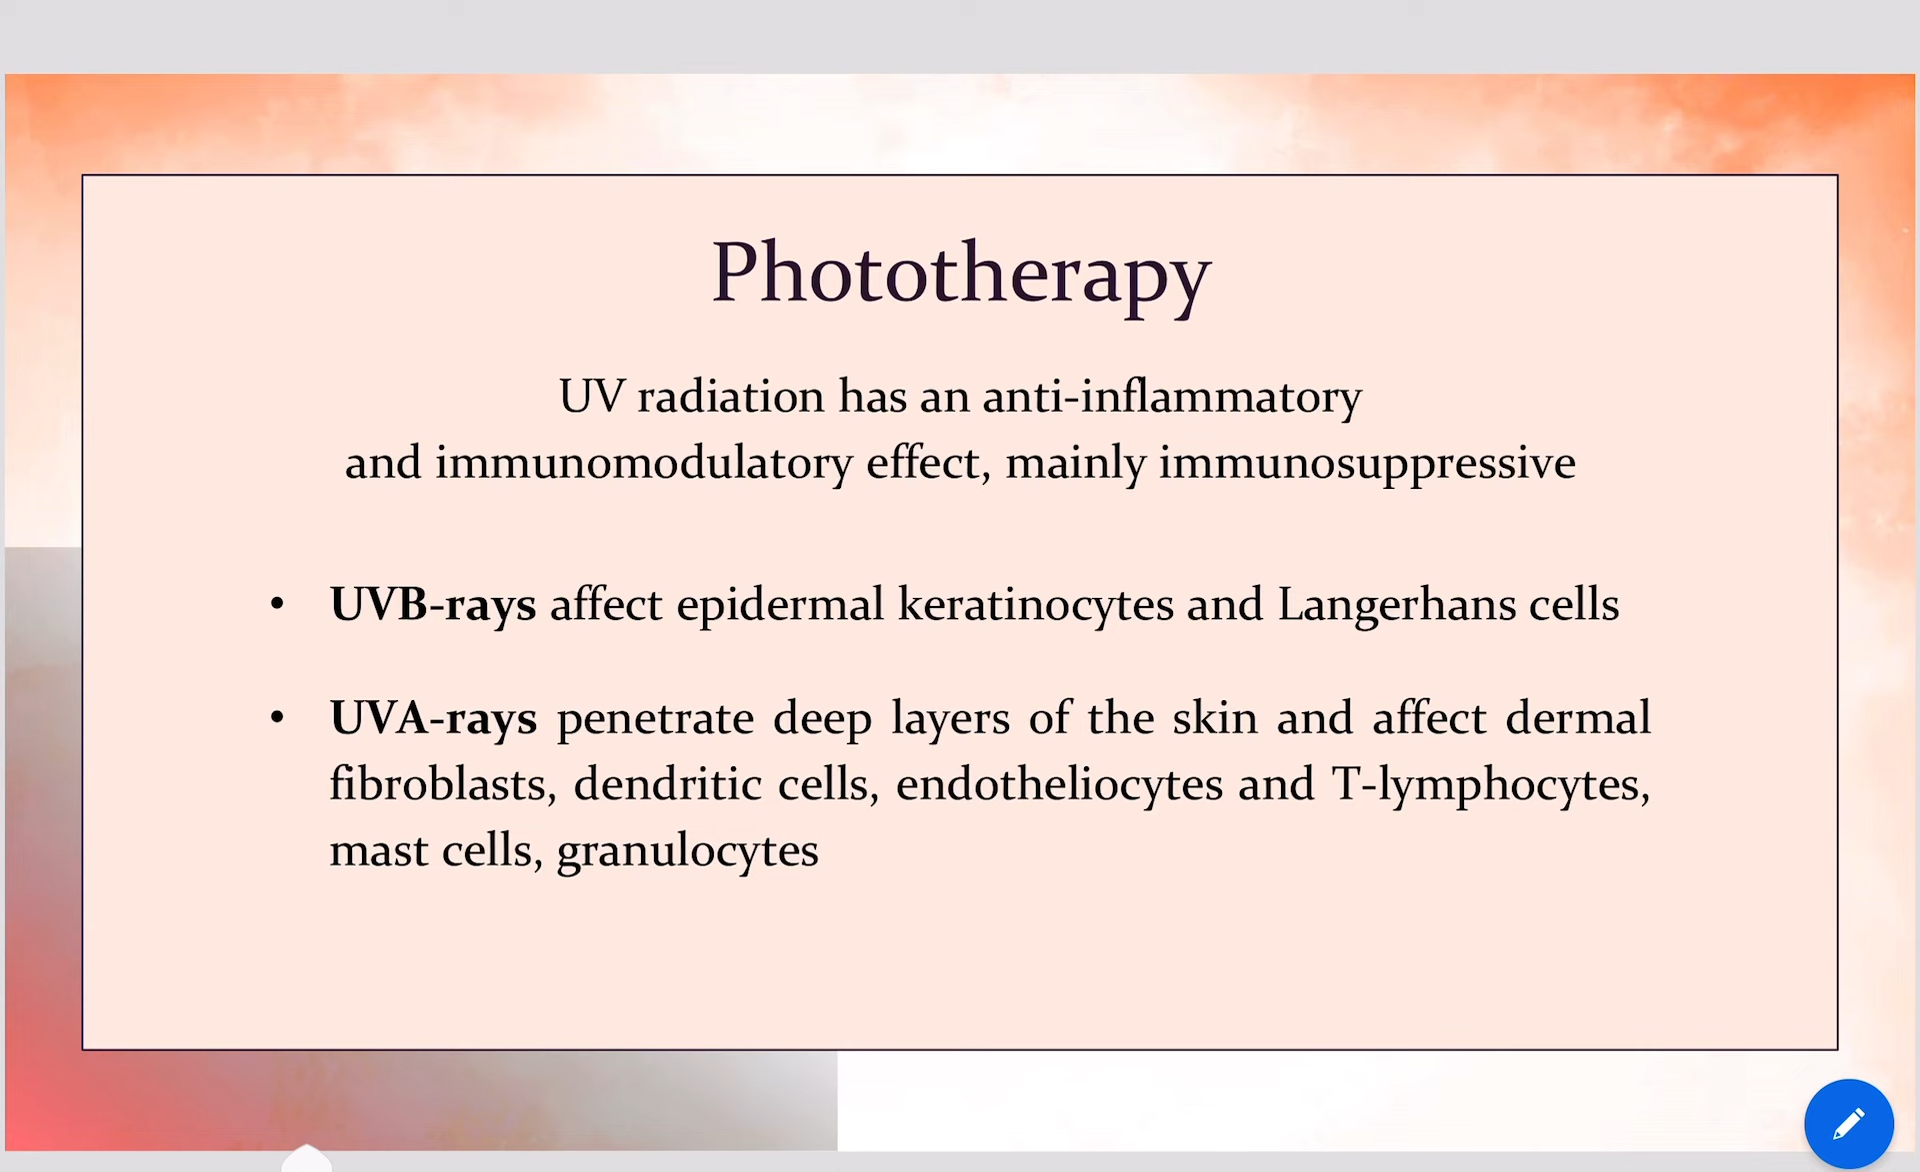 Phototherapy
UV radiation has an anti-inflammatory
and immunomodulatory effect, mainly immunosuppressive
• UVB-rays affect epidermal keratinocytes and Langerhans cells
• UVA-rays penetrate deep layers of the skin and affect dermal
fibroblasts, dendritic cells, endotheliocytes and T-lymphocytes,
mast cells, granulocytes